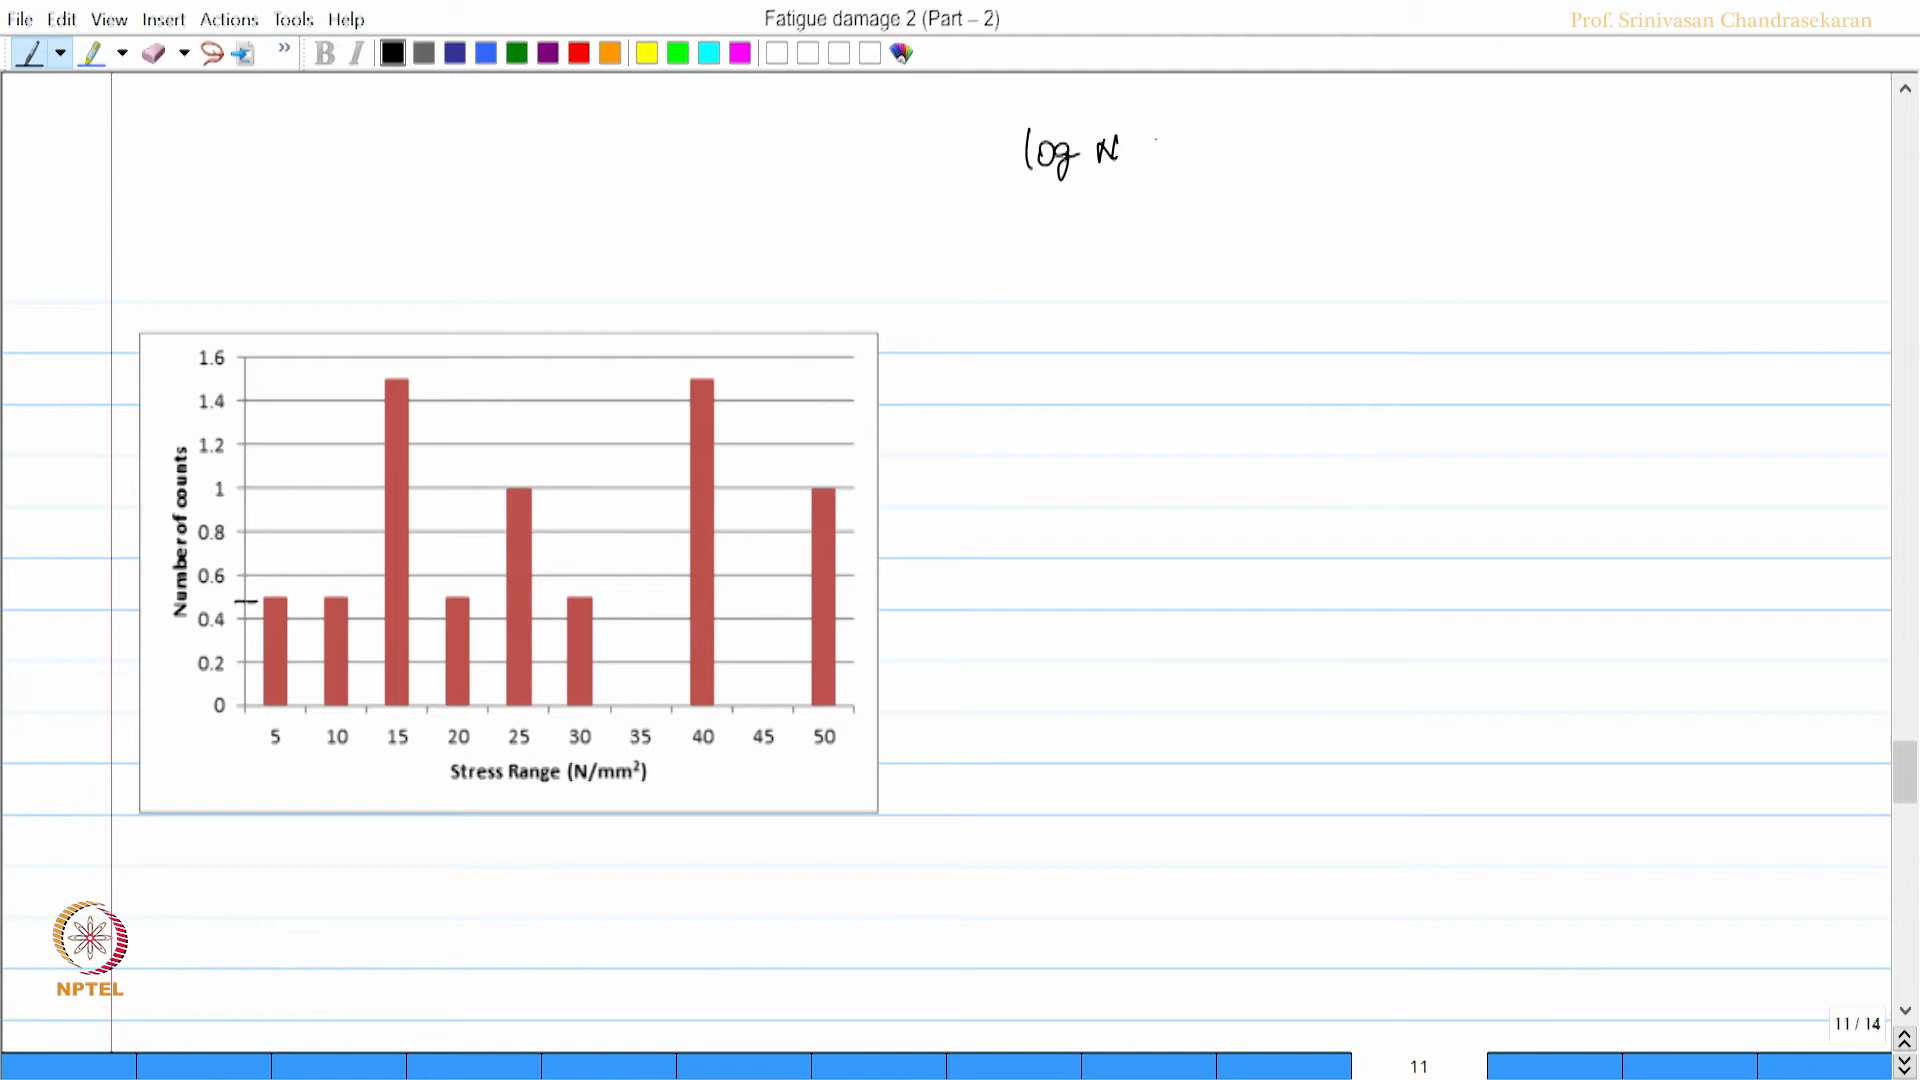 File Edit View Insert Actions Tools Help
Fatigue damage 2 (Part – 2)
Prof. Srinivasan Chandrasekaran
B I
log N
1.6
1.4
1.2
1
0.8
0.6
0.4
0.2
0
Number of counts
5 10 15 20 25 30 35 40 45 50
Stress Range (N/mm²)
NPTEL
11 / 14
11